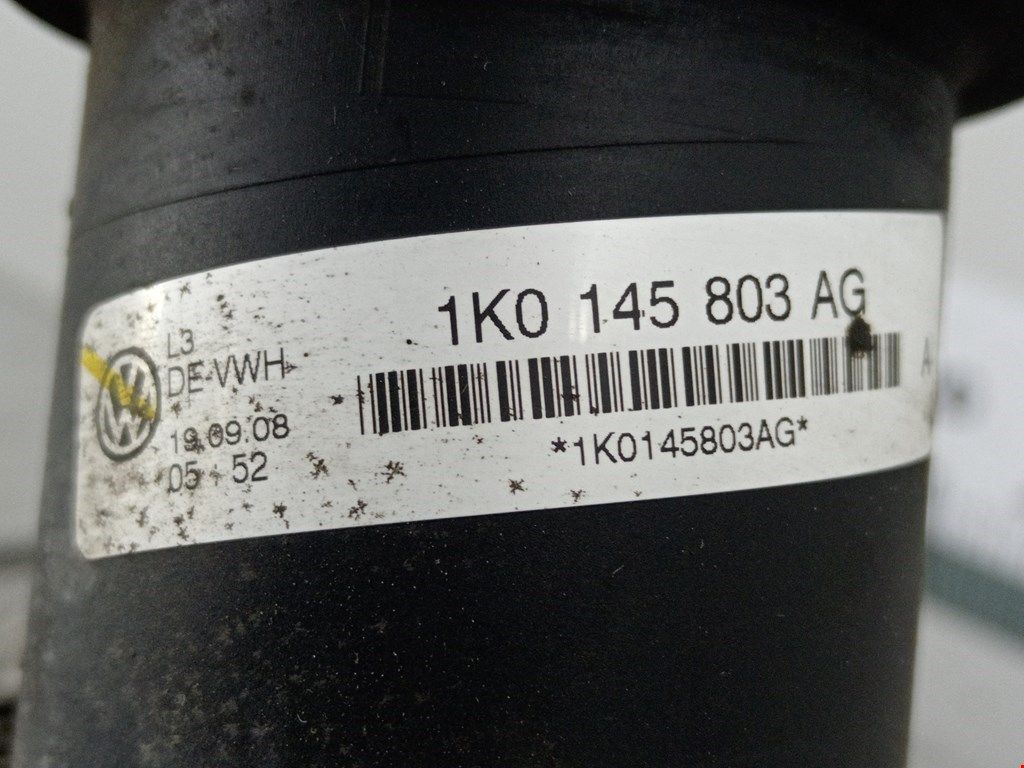 1K0 145 803 AG
L3
DE-VWH
19.09.08
05 52
*1K0145803AG*
A